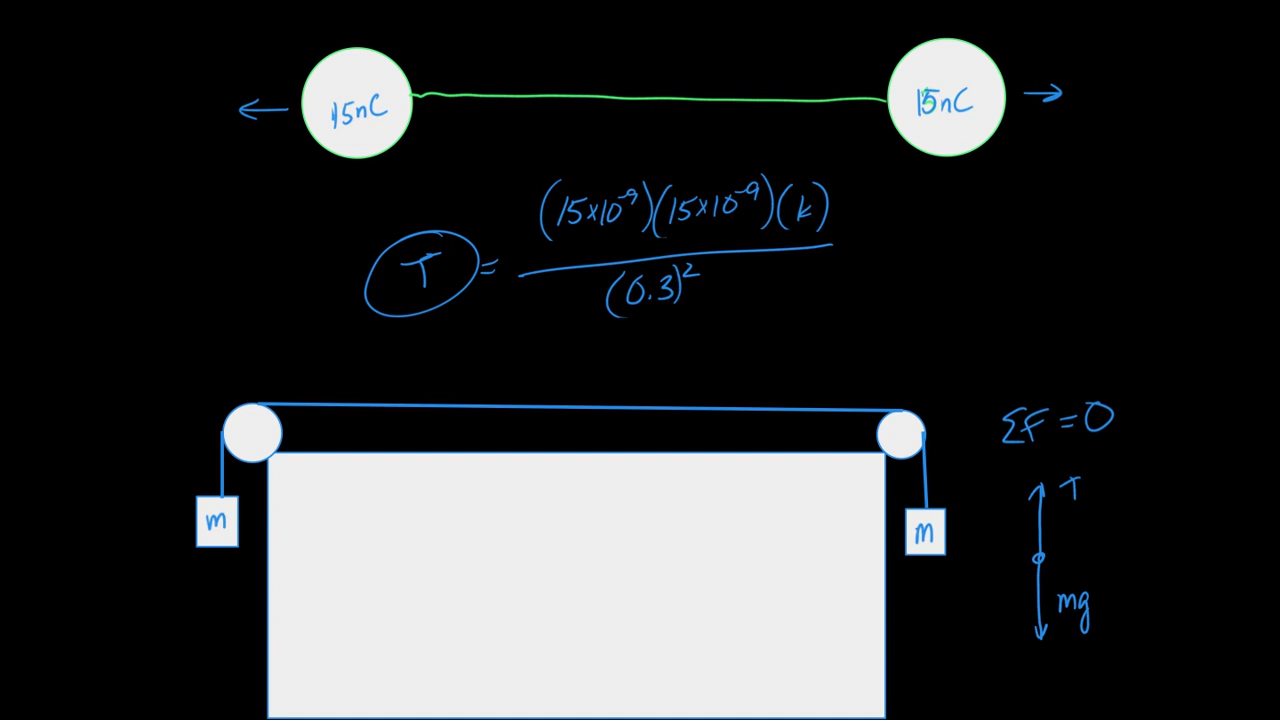 15nC
15nC
T = (15×10⁻⁹)(15×10⁻⁹)(k)
(0.3)²
ΣF = 0
T
m
m
mg